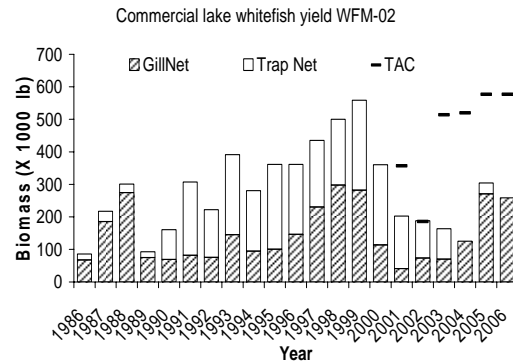 Commercial lake whitefish yield WFM-02
700
600
500
400
300
200
100
0
Biomass (X 1000 lb)
GillNet Trap Net TAC
1986 1987 1988 1989 1990 1991 1992 1993 1994 1995 1996 1997 1998 1999 2000 2001 2002 2003 2004 2005 2006
Year